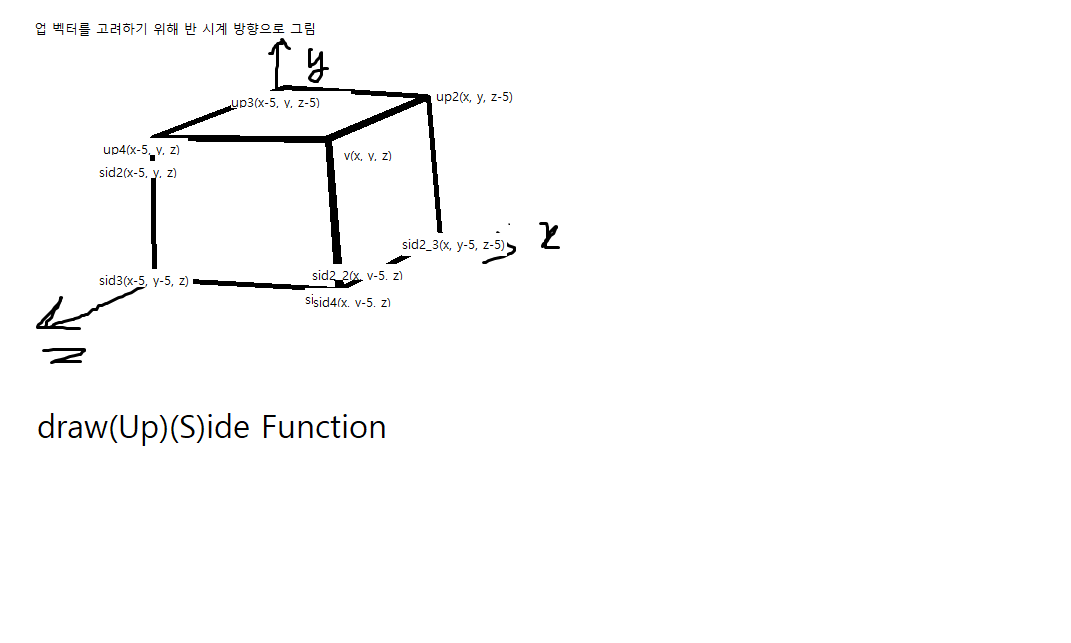 업 벡터를 고려하기 위해 반 시계 방향으로 그림
y
up3(x-5, y, z-5)
up2(x, y, z-5)
up4(x-5, y, z)
v(x, y, z)
sid2(x-5, y, z)
x
sid2_3(x, y-5, z-5)
sid2_2(x, y-5, z)
sid3(x-5, y-5, z)
sid4(x, y-5, z)
z
draw(Up)(S)ide Function